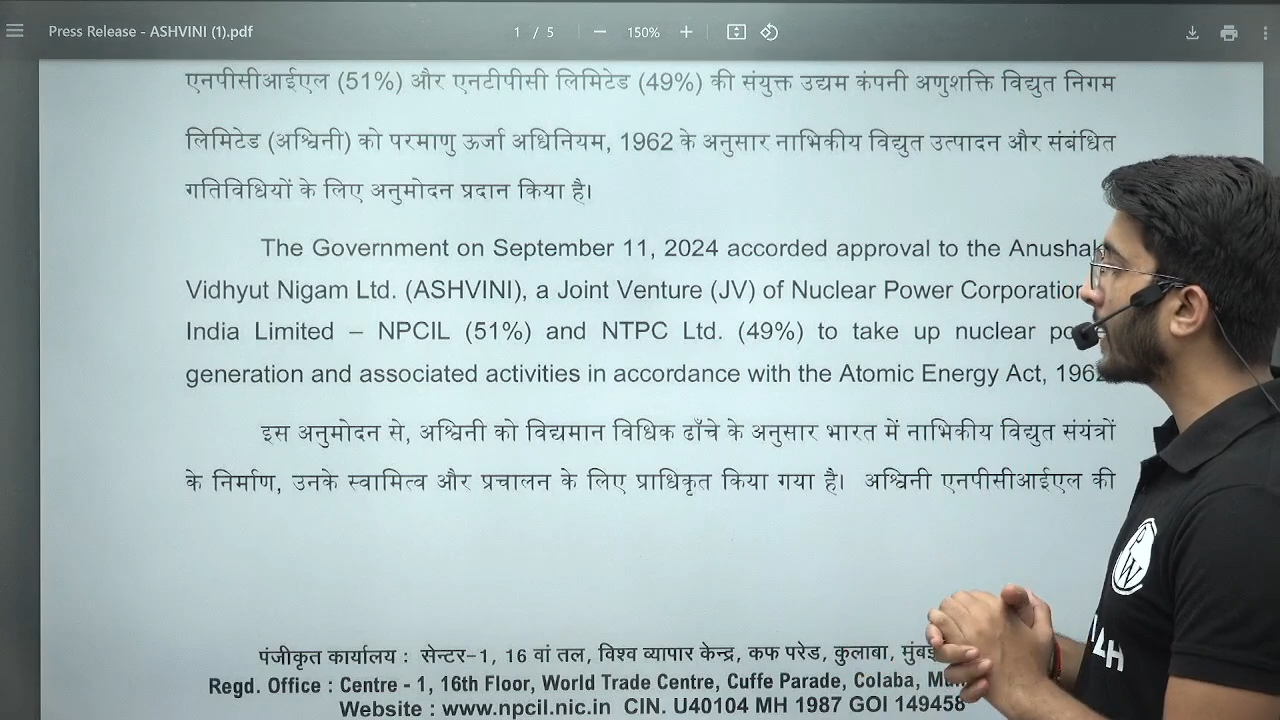 Press Release - ASHVINI (1).pdf
1 / 5
150%
एनपीसीआईएल (51%) और एनटीपीसी लिमिटेड (49%) की संयुक्त उद्यम कंपनी अणुशक्ति विद्युत निगम
लिमिटेड (अश्विनी) को परमाणु ऊर्जा अधिनियम, 1962 के अनुसार नाभिकीय विद्युत उत्पादन और संबंधित
गतिविधियों के लिए अनुमोदन प्रदान किया है।
The Government on September 11, 2024 accorded approval to the
Vidhyut Nigam Ltd. (ASHVINI), a Joint Venture (JV) of Nuclear Power Corporation
India Limited – NPCIL (51%) and NTPC Ltd. (49%) to take up nuclear
generation and associated activities in accordance with the Atomic Energy Act, 1962
इस अनुमोदन से, अश्विनी को विद्यमान विधिक ढाँचे के अनुसार भारत में नाभिकीय विद्युत संयंत्रों
के निर्माण, उनके स्वामित्व और प्रचालन के लिए प्राधिकृत किया गया है। अश्विनी एनपीसीआईएल की
पंजीकृत कार्यालय : सेन्टर-1, 16 वां तल, विश्व व्यापार केन्द्र, कफ परेड, कुलाबा,
Regd. Office : Centre - 1, 16th Floor, World Trade Centre, Cuffe Parade, Colaba,
Website : www.npcil.nic.in CIN. U40104 MH 1987 GOI 149458
PW